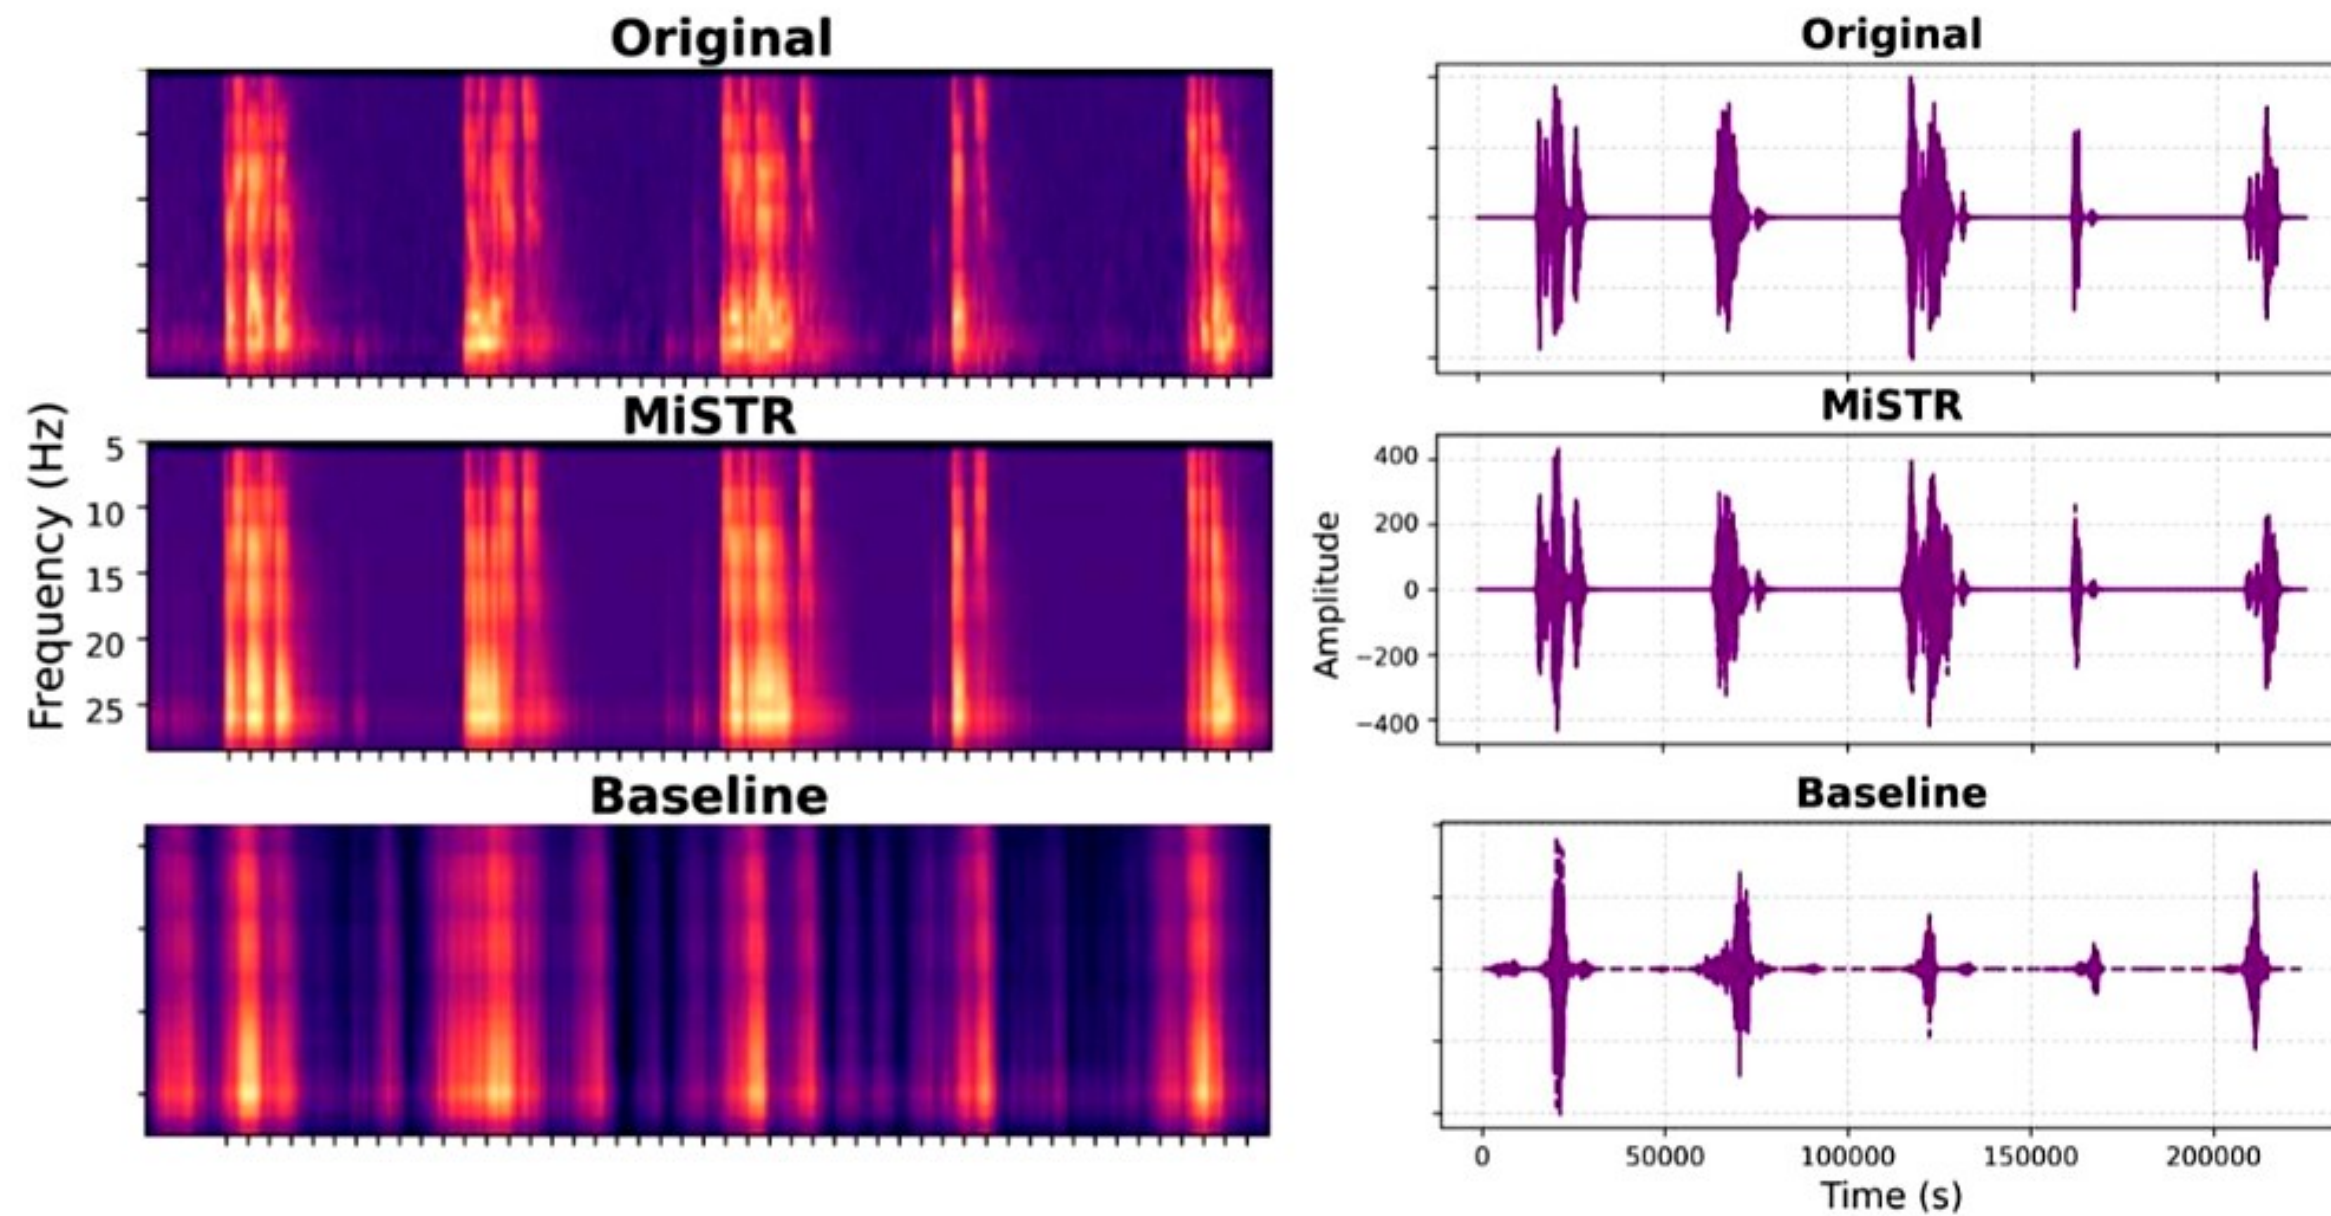 Original
Original
MiSTR
MiSTR
Frequency (Hz)
5
10
15
20
25
Amplitude
400
200
0
−200
−400
Baseline
Baseline
0 50000 100000 150000 200000
Time (s)